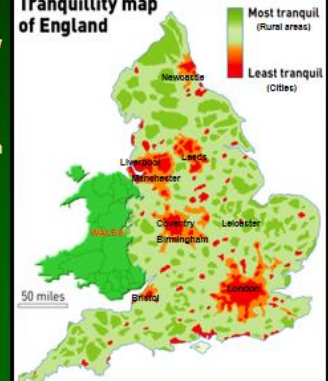 Tranquillity map
of England
Most tranquil
(Rural areas)
Least tranquil
(Cities)
Newcastle
Leeds
Liverpool
Manchester
WALES
Coventry
Leicester
Birmingham
50 miles
Bristol
London